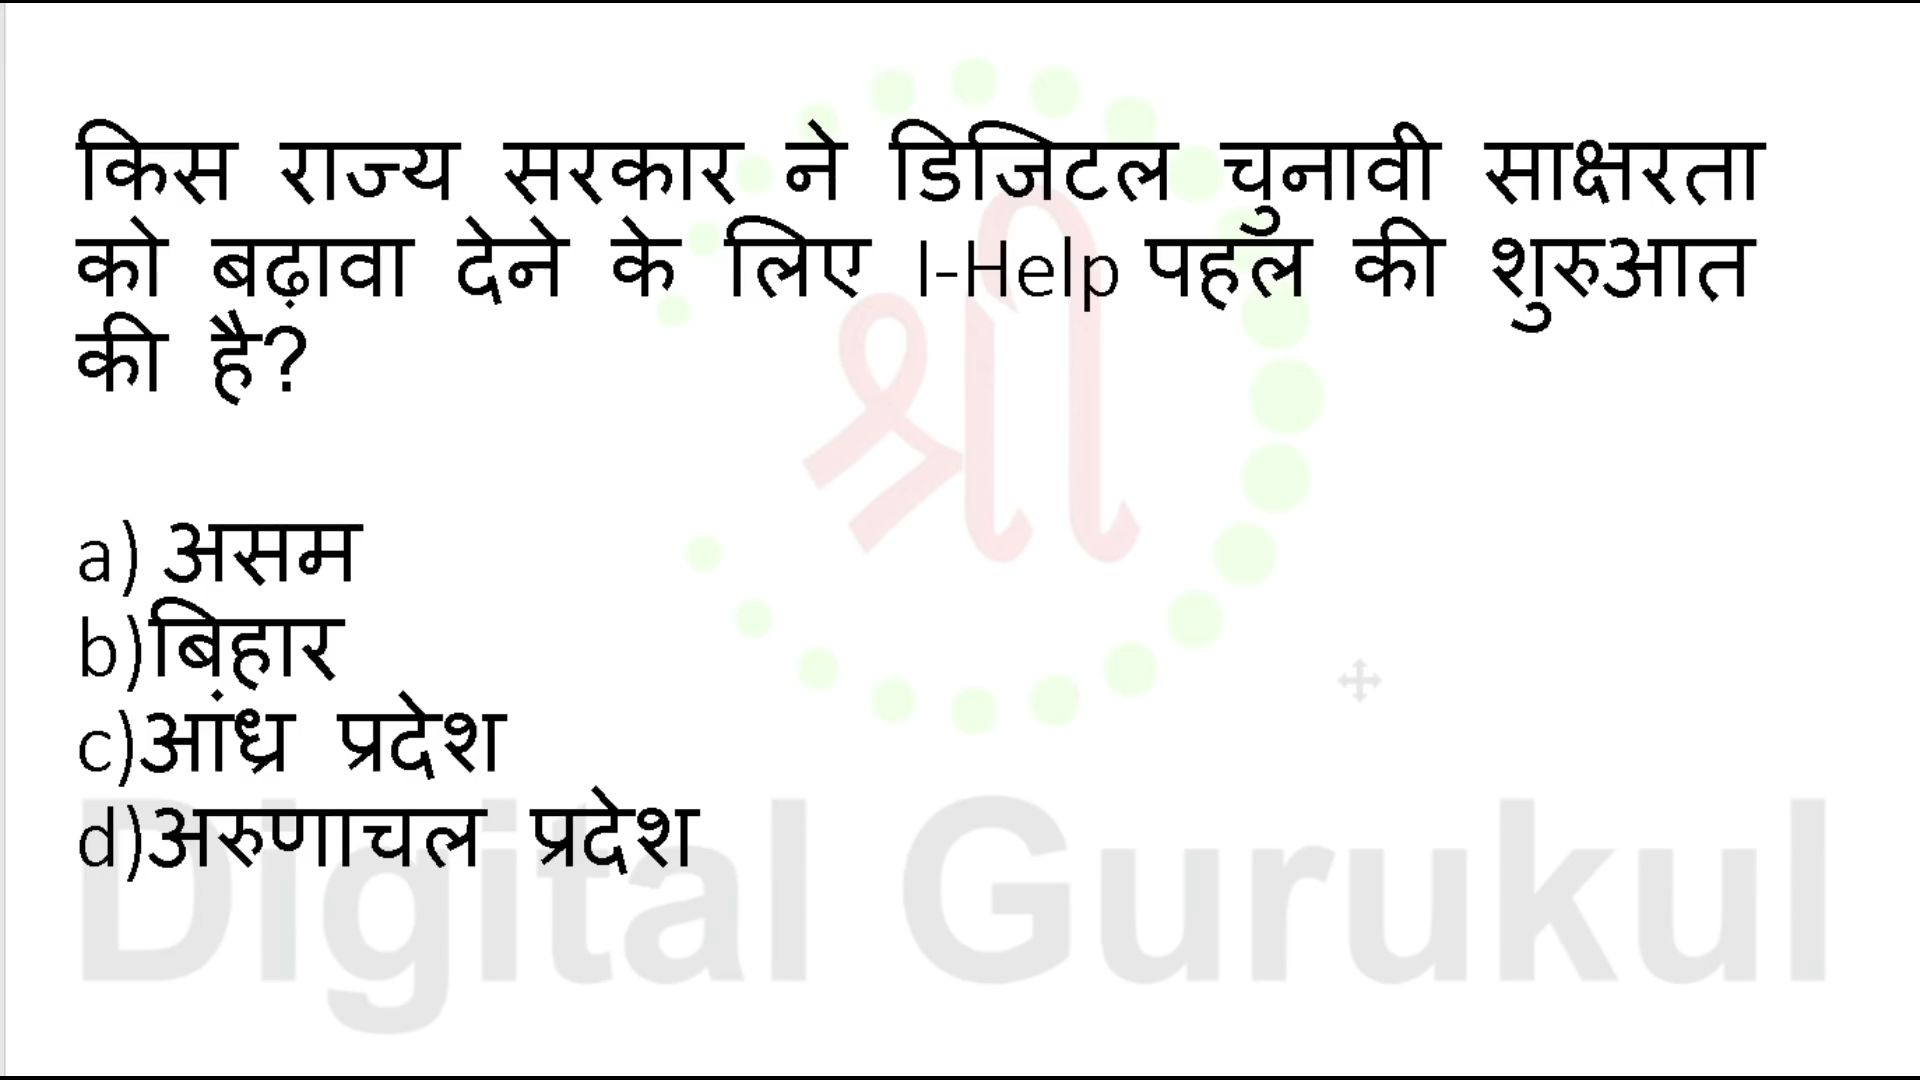 किस राज्य सरकार ने डिजिटल चुनावी साक्षरता
को बढ़ावा देने के लिए I-Help पहल की शुरुआत
की है?
श्री
a) असम
b)बिहार
c)आंध्र प्रदेश
d)अरुणाचल प्रदेश
Digital Gurukul